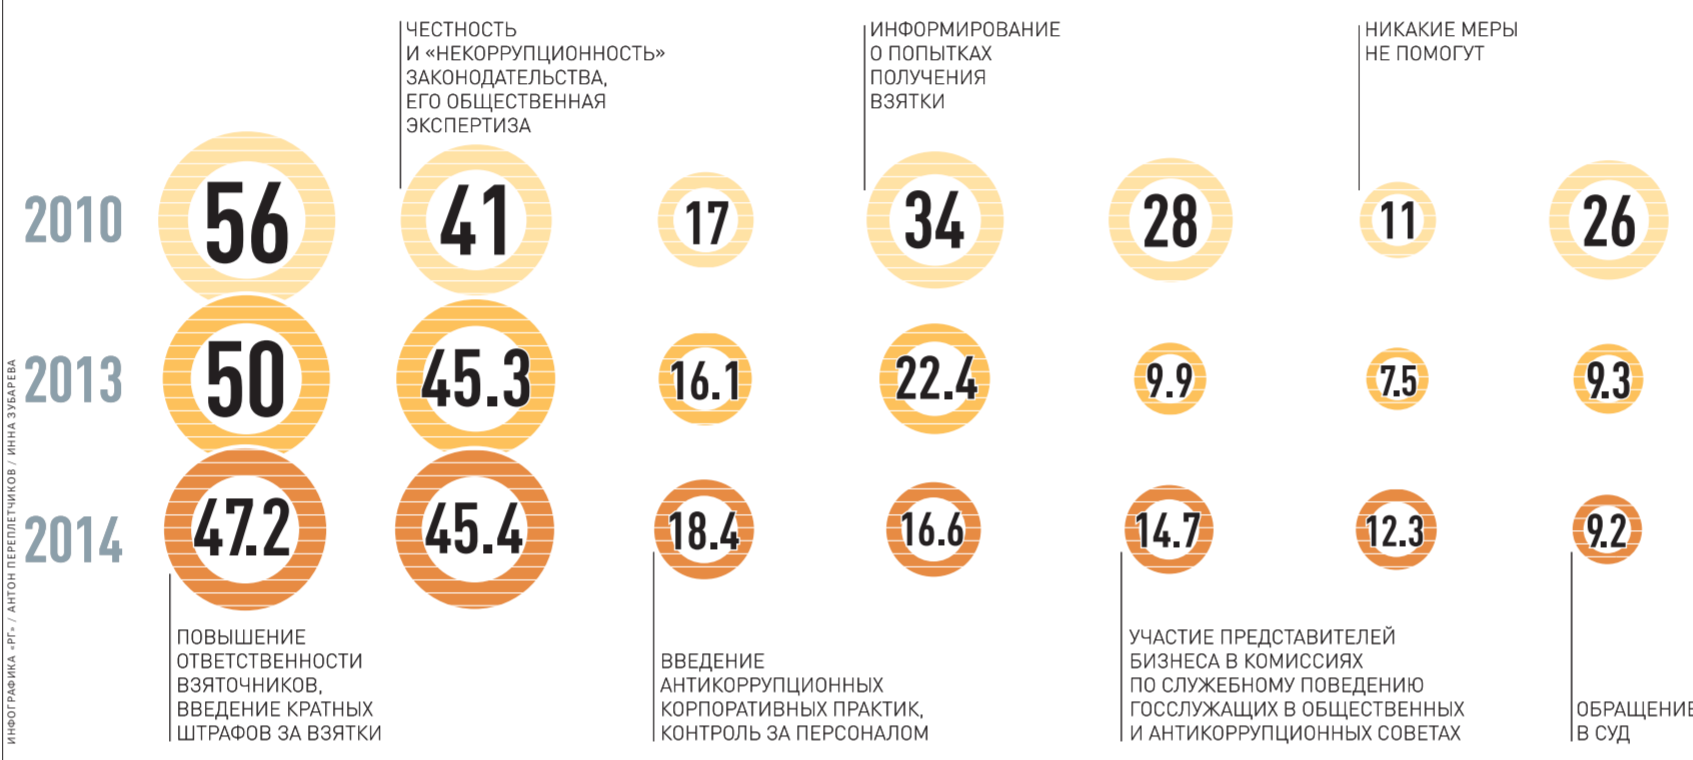 ЧЕСТНОСТЬ
И «НЕКОРРУПЦИОННОСТЬ»
ЗАКОНОДАТЕЛЬСТВА,
ЕГО ОБЩЕСТВЕННАЯ
ЭКСПЕРТИЗА
ИНФОРМИРОВАНИЕ
О ПОПЫТКАХ
ПОЛУЧЕНИЯ
ВЗЯТКИ
НИКАКИЕ МЕРЫ
НЕ ПОМОГУТ
2010 56 41 17 34 28 11 26
2013 50 45.3 16.1 22.4 9.9 7.5 9.3
2014 47.2 45.4 18.4 16.6 14.7 12.3 9.2
ПОВЫШЕНИЕ
ОТВЕТСТВЕННОСТИ
ВЗЯТОЧНИКОВ,
ВВЕДЕНИЕ КРАТНЫХ
ШТРАФОВ ЗА ВЗЯТКИ
ВВЕДЕНИЕ
АНТИКОРРУПЦИОННЫХ
КОРПОРАТИВНЫХ ПРАКТИК,
КОНТРОЛЬ ЗА ПЕРСОНАЛОМ
УЧАСТИЕ ПРЕДСТАВИТЕЛЕЙ
БИЗНЕСА В КОМИССИЯХ
ПО СЛУЖЕБНОМУ ПОВЕДЕНИЮ
ГОССЛУЖАЩИХ В ОБЩЕСТВЕННЫХ
И АНТИКОРРУПЦИОННЫХ СОВЕТАХ
ОБРАЩЕНИЕ
В СУД
ИНФОГРАФИКА «РГ» / АНТОН ПЕРЕПЛЕТЧИКОВ / ИННА ЗУБАРЕВА